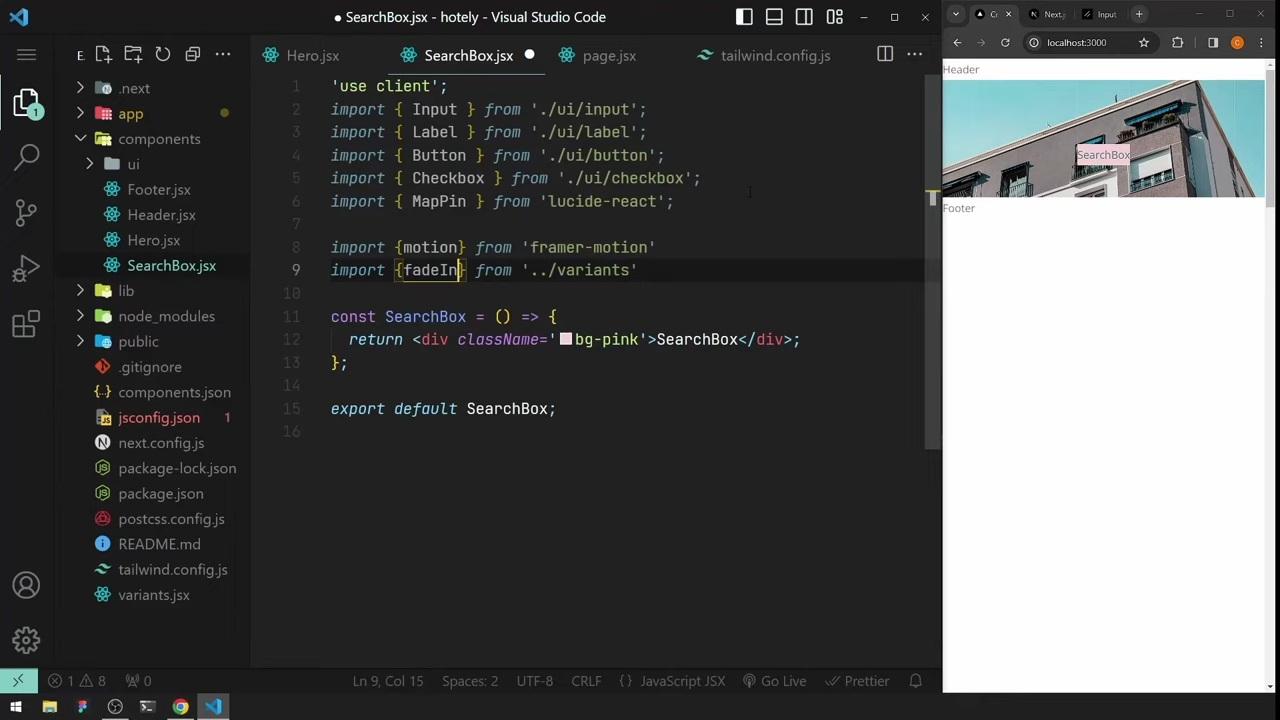 SearchBox.jsx - hotely - Visual Studio Code
E
.next
app
components
ui
Footer.jsx
Header.jsx
Hero.jsx
SearchBox.jsx
lib
node_modules
public
.gitignore
components.json
jsconfig.json 1
next.config.js
package-lock.json
package.json
postcss.config.js
README.md
tailwind.config.js
variants.jsx
1
Hero.jsx
SearchBox.jsx
page.jsx
tailwind.config.js
1 'use client';
2 import { Input } from './ui/input';
3 import { Label } from './ui/label';
4 import { Button } from './ui/button';
5 import { Checkbox } from './ui/checkbox';
6 import { MapPin } from 'lucide-react';
7
8 import {motion} from 'framer-motion'
9 import {fadeIn} from '../variants'
10
11 const SearchBox = () => {
12 return <div className='bg-pink'>SearchBox</div>;
13 };
14
15 export default SearchBox;
16
1 8 0
Ln 9, Col 15
Spaces: 2
UTF-8
CRLF
{} JavaScript JSX
Go Live
Prettier
Cr
Next.j
Input
localhost:3000
C
Header
SearchBox
Footer